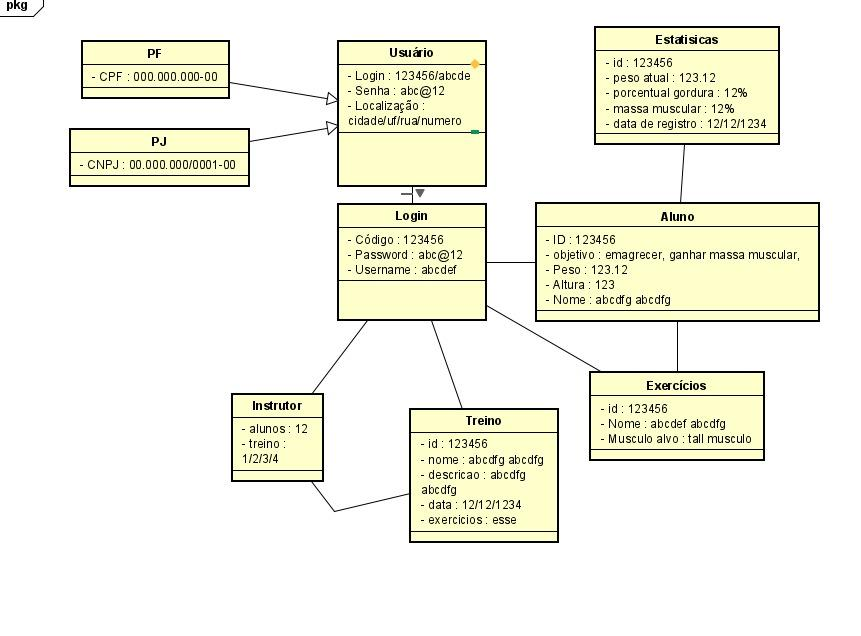 pkg
PF
- CPF : 000.000.000-00
PJ
- CNPJ : 00.000.000/0001-00
Usuário
- Login : 123456/abcde
- Senha : abc@12
- Localização :
cidade/uf/rua/numero
Estatisicas
- id : 123456
- peso atual : 123.12
- porcentual gordura : 12%
- massa muscular : 12%
- data de registro : 12/12/1234
Login
- Código : 123456
- Password : abc@12
- Username : abcdef
Aluno
- ID : 123456
- objetivo : emagrecer, ganhar massa muscular,
- Peso : 123.12
- Altura : 123
- Nome : abcdfg abcdfg
Instrutor
- alunos : 12
- treino :
1/2/3/4
Treino
- id : 123456
- nome : abcdfg abcdfg
- descricao : abcdfg
abcdfg
- data : 12/12/1234
- exercicios : esse
Exercícios
- id : 123456
- Nome : abcdef abcdfg
- Musculo alvo : tall musculo